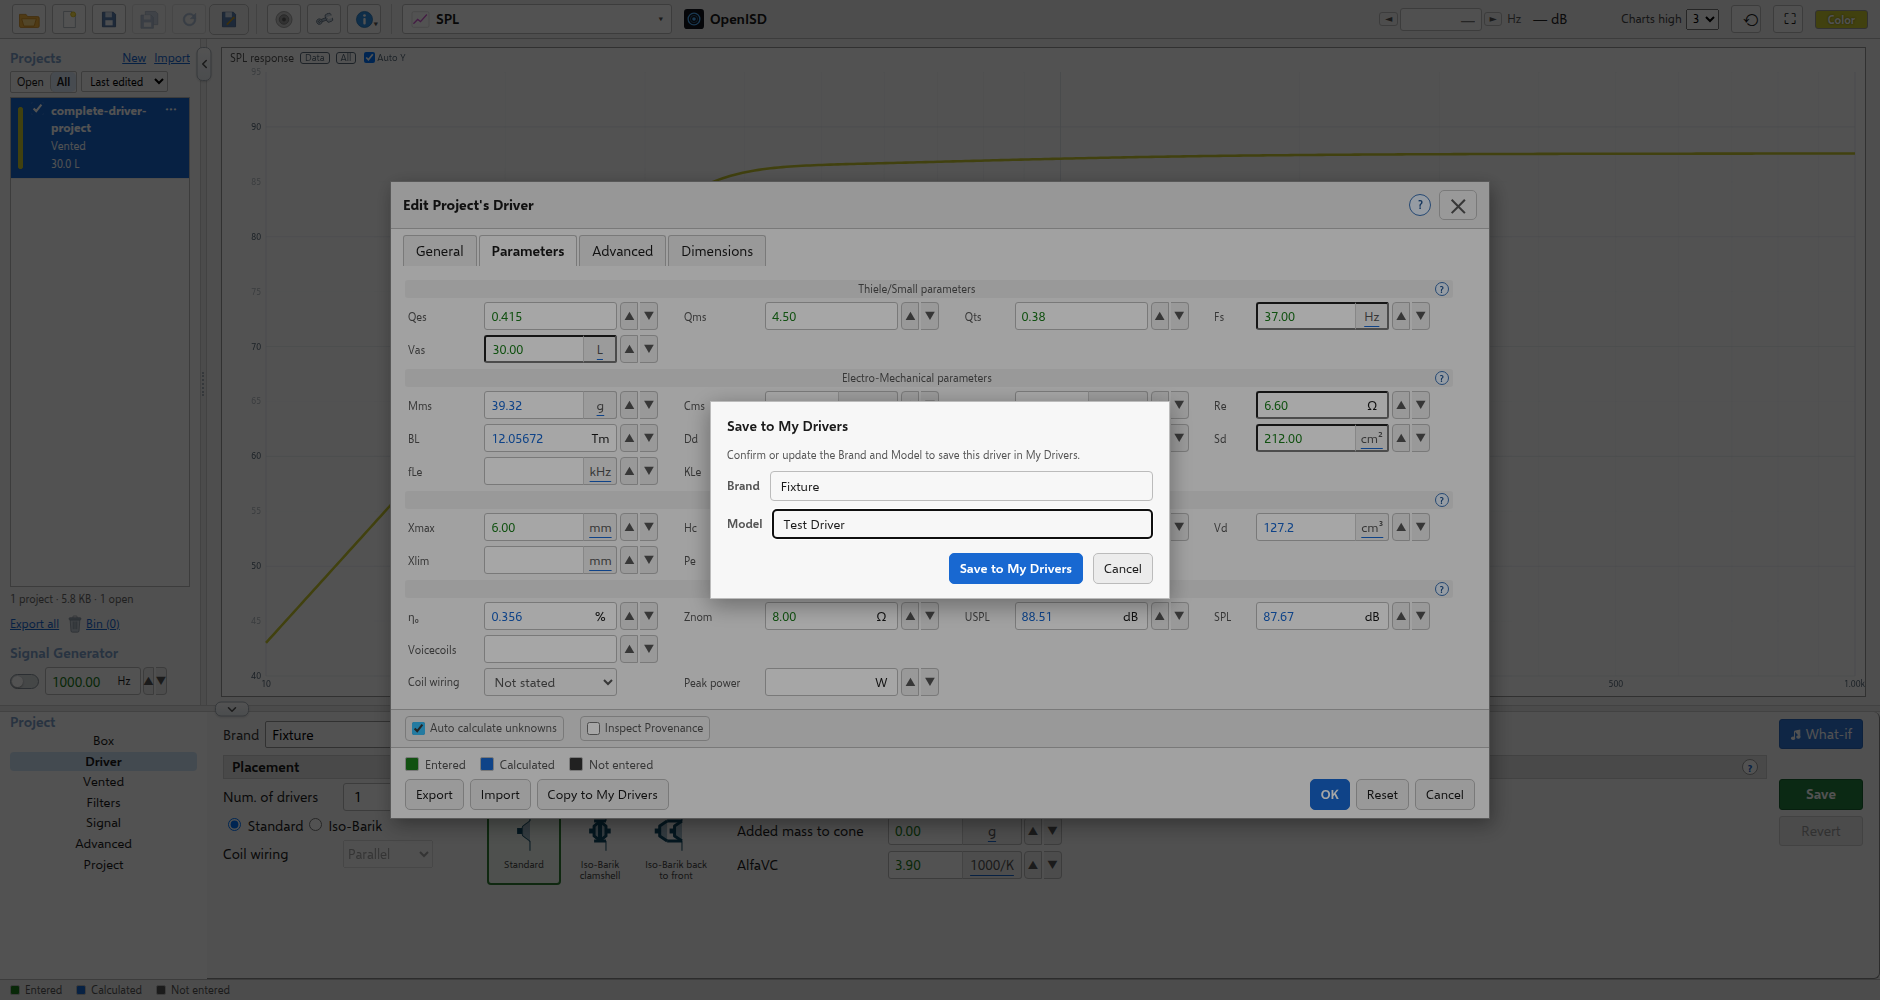 SPL
OpenISD
—
Hz
— dB
Charts high
3
Color
Projects
New
Import
Open
All
Last edited
complete-driver-project
Vented
30.0 L
1 project · 5.8 KB · 1 open
Export all
Bin (0)
Signal Generator
1000.00
Hz
SPL response
Data
All
Auto Y
95
90
85
80
75
70
65
60
55
50
45
40
10
500
1.00k
Edit Project's Driver
?
General
Parameters
Advanced
Dimensions
Thiele/Small parameters
?
Qes
0.415
Qms
4.50
Qts
0.38
Fs
37.00
Hz
Vas
30.00
L
Electro-Mechanical parameters
?
Mms
39.32
g
Cms
Re
6.60
Ω
BL
12.05672
Tm
Dd
Sd
212.00
cm²
fLe
kHz
KLe
?
Xmax
6.00
mm
Hc
Vd
127.2
cm³
Xlim
mm
Pe
?
ηₒ
0.356
%
Znom
8.00
Ω
USPL
88.51
dB
SPL
87.67
dB
Voicecoils
Coil wiring
Not stated
Peak power
W
Auto calculate unknowns
Inspect Provenance
Entered
Calculated
Not entered
Export
Import
Copy to My Drivers
OK
Reset
Cancel
Save to My Drivers
Confirm or update the Brand and Model to save this driver in My Drivers.
Brand
Fixture
Model
Test Driver
Save to My Drivers
Cancel
Project
Box
Driver
Vented
Filters
Signal
Advanced
Project
Brand
Fixture
Placement
?
Num. of drivers
1
Standard
Iso-Barik
Coil wiring
Parallel
Standard
Iso-Barik clamshell
Iso-Barik back to front
Added mass to cone
0.00
g
AlfaVC
3.90
1000/K
What-if
Save
Revert
Entered
Calculated
Not entered